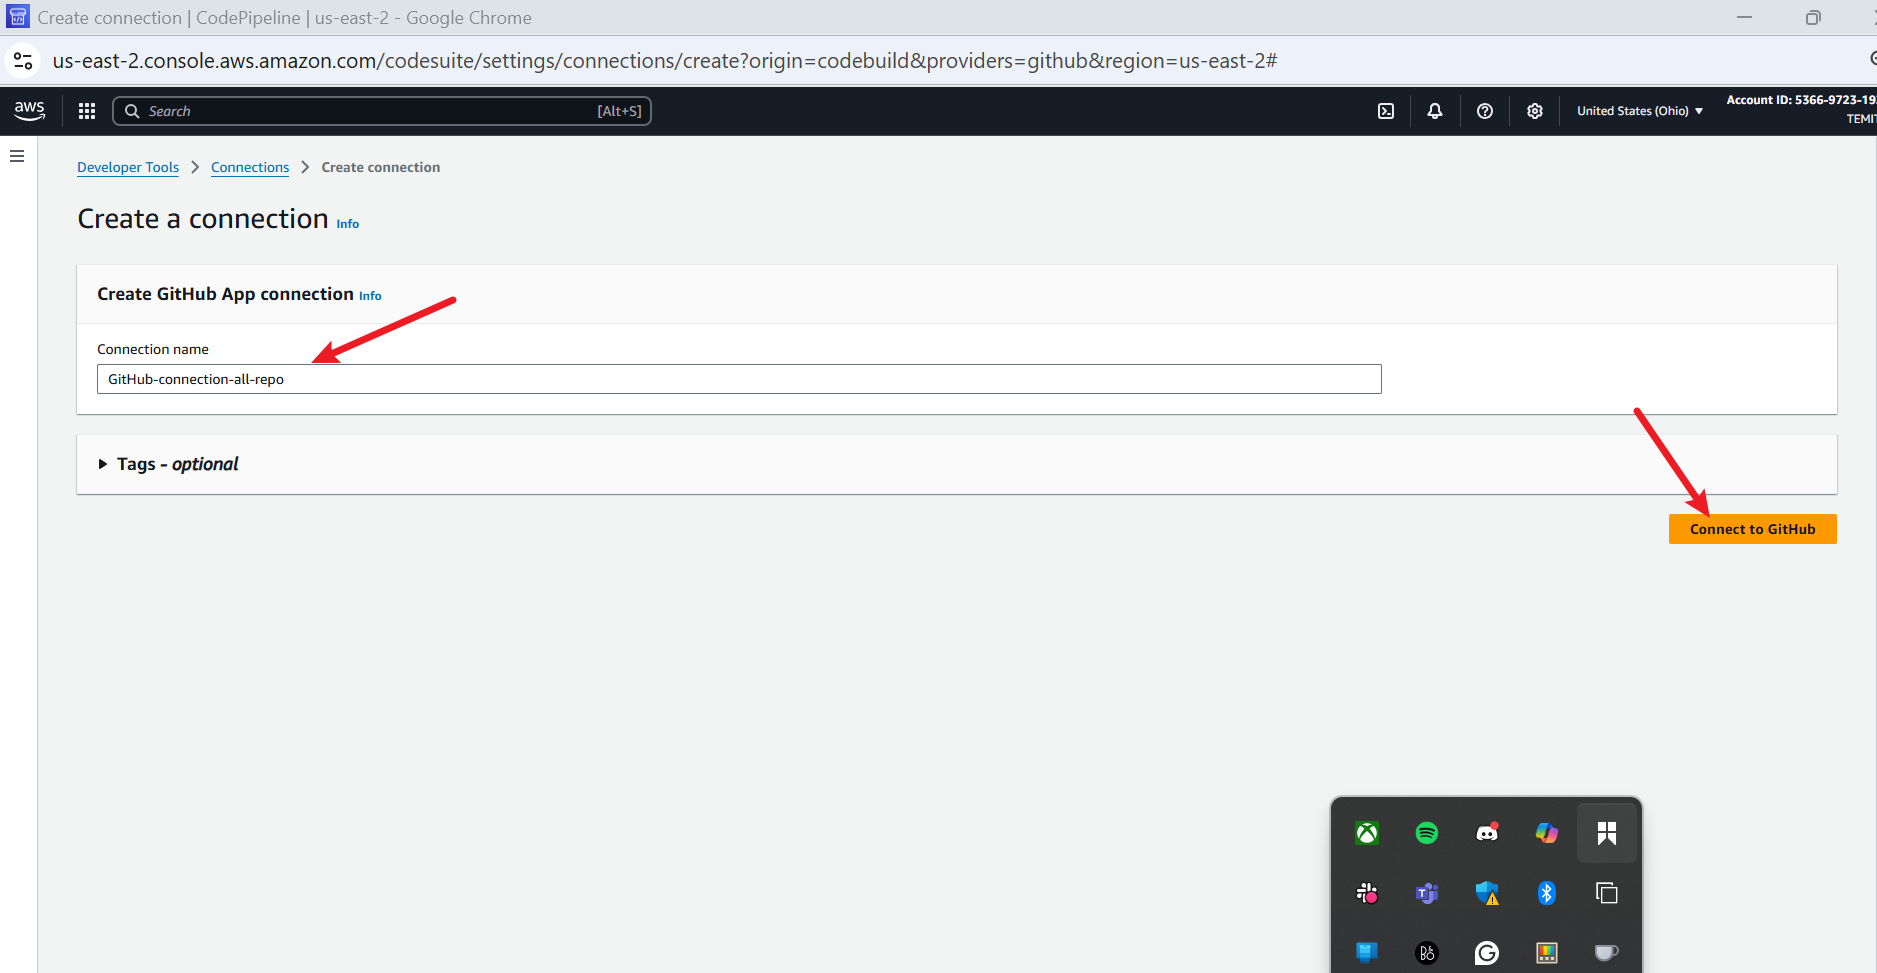 Create connection | CodePipeline | us-east-2 - Google Chrome
us-east-2.console.aws.amazon.com/codesuite/settings/connections/create?origin=codebuild&providers=github&region=us-east-2#
aws
Search
[Alt+S]
United States (Ohio)
Account ID: 5366-9723-19
TEMIT
Developer Tools > Connections > Create connection
Create a connection Info
Create GitHub App connection Info
Connection name
GitHub-connection-all-repo
Tags - optional
Connect to GitHub